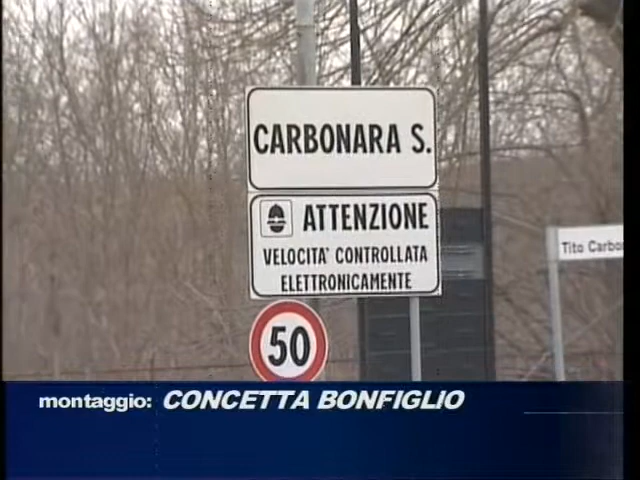 CARBONARA S.
ATTENZIONE
VELOCITA' CONTROLLATA
ELETTRONICAMENTE
50
Tito Carbo
montaggio: CONCETTA BONFIGLIO